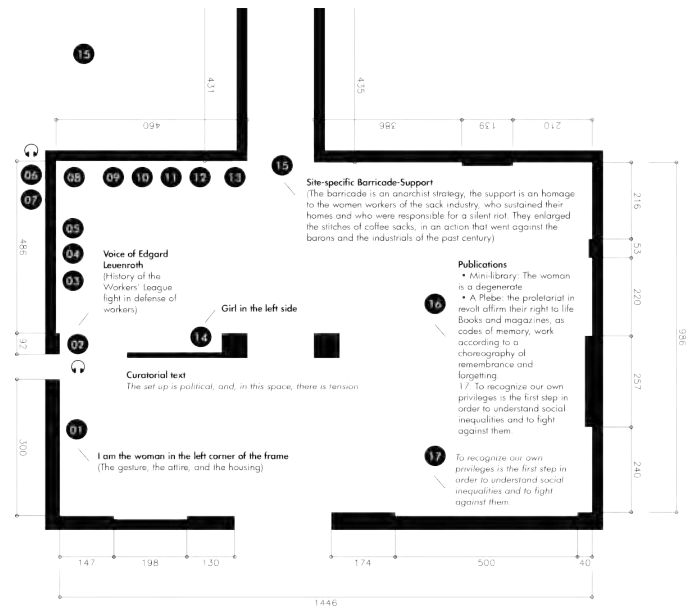 15
431
435
460
386
139
210
06
07
08
09
10
11
12
13
15
Site-specific Barricade-Support
(The barricade is an anarchist strategy, the support is an homage
to the women workers of the sack industry, who sustained their
homes and who were responsible for a silent riot. They enlarged
the stitches of coffee sacks, in an action that went against the
barons and the industrials of the past century)
216
53
220
257
240
986
486
92
300
05
04
03
Voice of Edgard
Leuenroth
(History of the
Workers' League
fight in defense of
workers)
02
Girl in the left side
14
Curatorial text
The set up is political, and, in this space, there is tension
01
I am the woman in the left corner of the frame
(The gesture, the attire, and the housing)
16
Publications
• Mini-library: The woman
is a degenerate
• A Plebe: the proletariat in
revolt affirm their right to life
Books and magazines, as
codes of memory, work
according to a
choreography of
remembrance and
forgetting.
17. To recognize our own
privileges is the first step in
order to understand social
inequalities and to fight
against them.
17
To recognize our own
privileges is the first step in
order to understand social
inequalities and to fight
against them.
147
198
130
174
500
40
1446